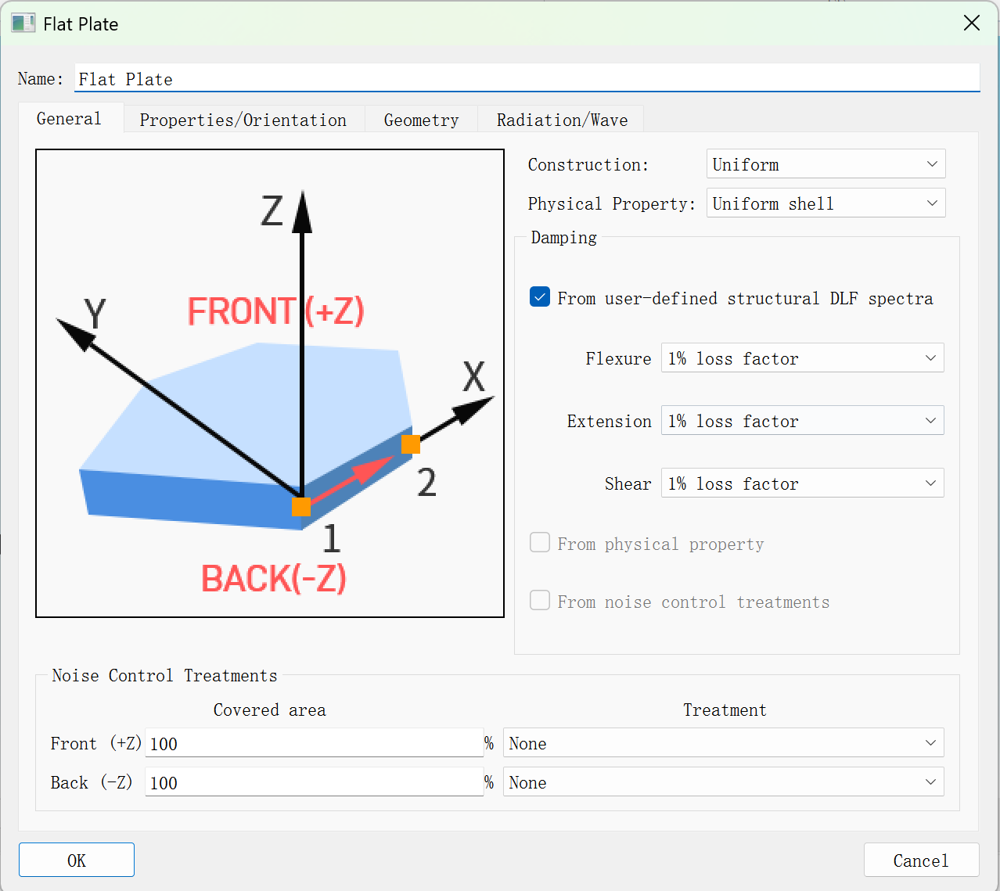 Flat Plate
Name: Flat Plate
General Properties/Orientation Geometry Radiation/Wave
Z
Y
FRONT (+Z)
X
2
1
BACK(-Z)
Construction: Uniform
Physical Property: Uniform shell
Damping
From user-defined structural DLF spectra
Flexure 1% loss factor
Extension 1% loss factor
Shear 1% loss factor
From physical property
From noise control treatments
Noise Control Treatments
Covered area Treatment
Front (+Z) 100 % None
Back (-Z) 100 % None
OK Cancel